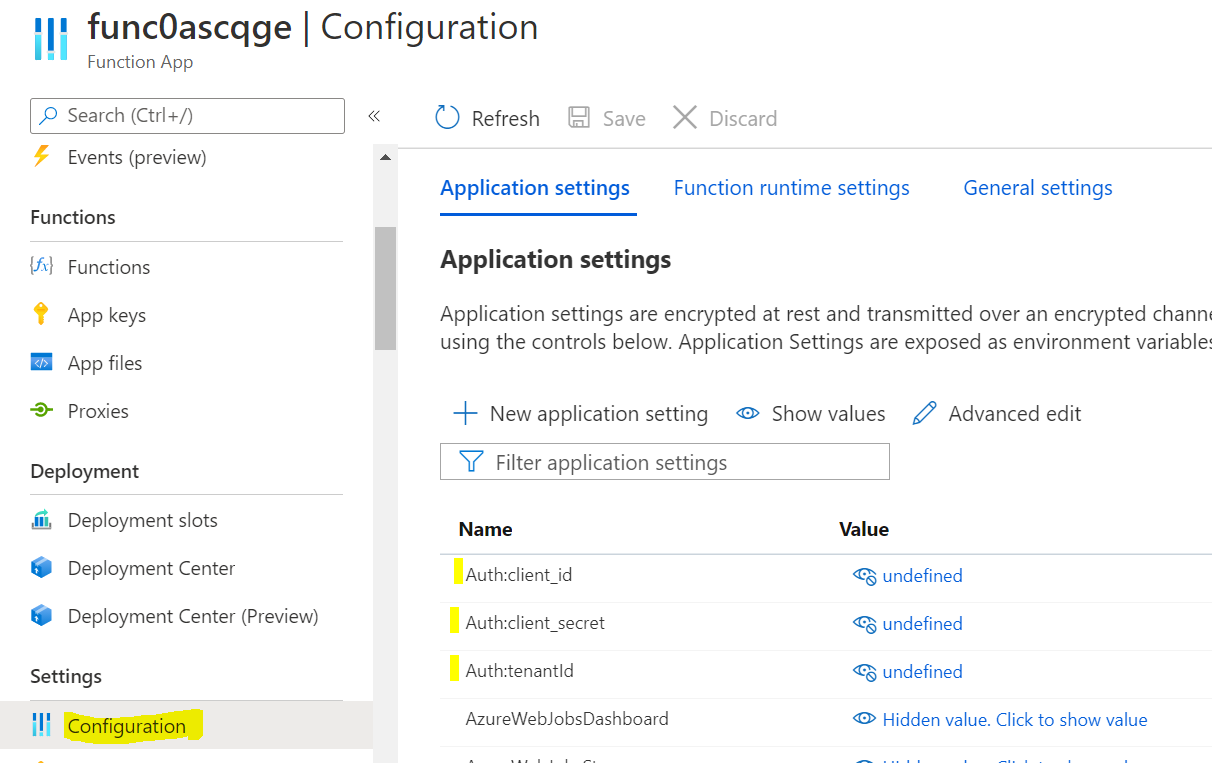 func0ascqge | Configuration
Function App
Search (Ctrl+/)
«
Refresh
Save
Discard
Events (preview)
Functions
Functions
App keys
App files
Proxies
Deployment
Deployment slots
Deployment Center
Deployment Center (Preview)
Settings
Configuration
Application settings
Function runtime settings
General settings
Application settings
Application settings are encrypted at rest and transmitted over an encrypted
using the controls below. Application Settings are exposed as environment variables
New application setting
Show values
Advanced edit
Filter application settings
Name Value
Auth:client_id undefined
Auth:client_secret undefined
Auth:tenantId undefined
AzureWebJobsDashboard Hidden value. Click to show value